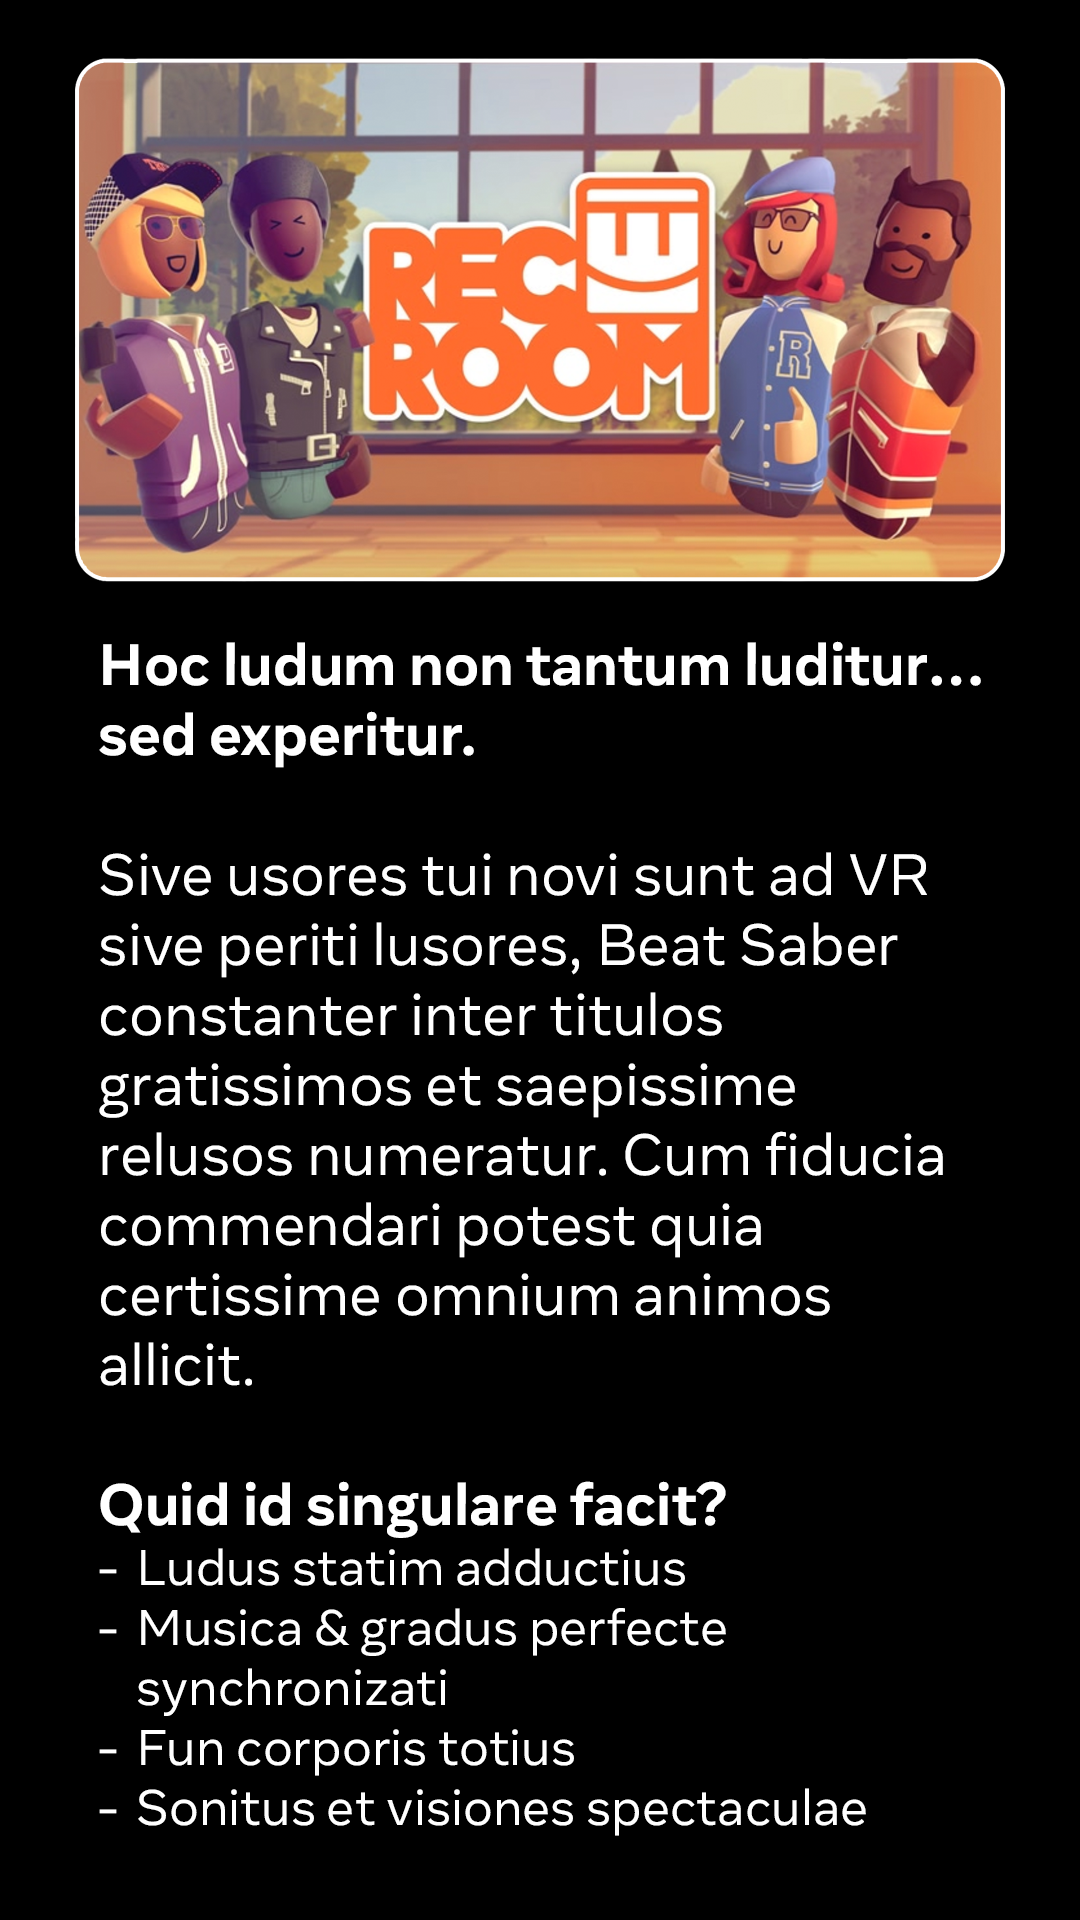 REC
ROOM
R
Hoc ludum non tantum luditur...
sed experitur.
Sive usores tui novi sunt ad VR
sive periti lusores, Beat Saber
constanter inter titulos
gratissimos et saepissime
relusos numeratur. Cum fiducia
commendari potest quia
certissime omnium animos
allicit.
Quid id singulare facit?
- Ludus statim adductius
- Musica & gradus perfecte
synchronizati
- Fun corporis totius
- Sonitus et visiones spectaculae